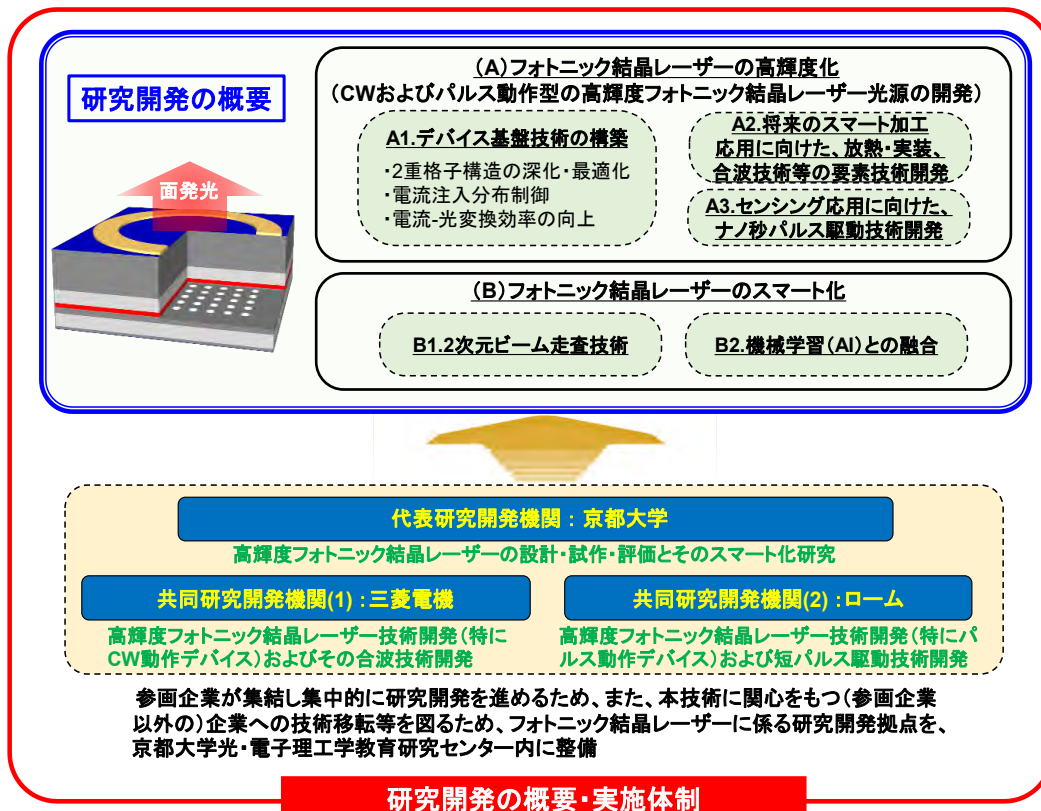 研究開発の概要
面発光
(A)フォトニック結晶レーザーの高輝度化
(CWおよびパルス動作型の高輝度フォトニック結晶レーザー光源の開発)
A1.デバイス基盤技術の構築
・2重格子構造の深化・最適化
・電流注入分布制御
・電流-光変換効率の向上
A2.将来のスマート加工
応用に向けた、放熱・実装、
合波技術等の要素技術開発
A3.センシング応用に向けた、
ナノ秒パルス駆動技術開発
(B)フォトニック結晶レーザーのスマート化
B1.2次元ビーム走査技術
B2.機械学習(AI)との融合
代表研究開発機関：京都大学
高輝度フォトニック結晶レーザーの設計・試作・評価とそのスマート化研究
共同研究開発機関(1)：三菱電機
高輝度フォトニック結晶レーザー技術開発(特に
CW動作デバイス)およびその合波技術開発
共同研究開発機関(2)：ローム
高輝度フォトニック結晶レーザー技術開発(特にパ
ルス動作デバイス)および短パルス駆動技術開発
参画企業が集結し集中的に研究開発を進めるため、また、本技術に関心をもつ(参画企業
以外の)企業への技術移転等を図るため、フォトニック結晶レーザーに係る研究開発拠点を、
京都大学光・電子理工学教育研究センター内に整備
研究開発の概要・実施体制